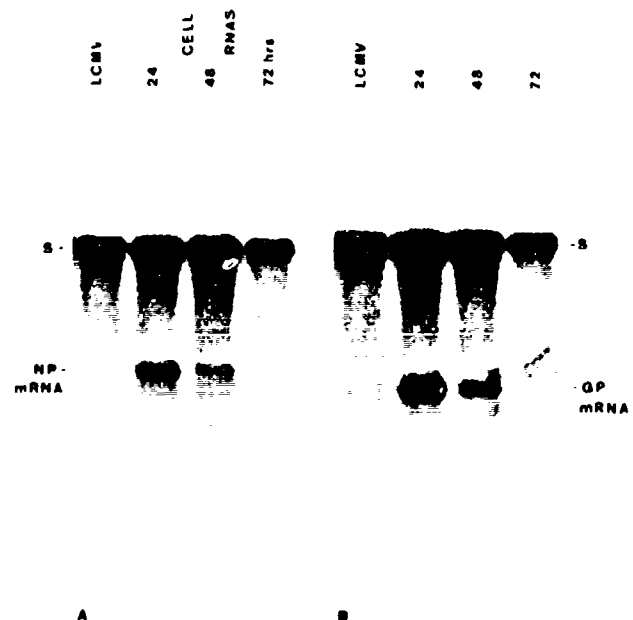 LCMV
24
CELL
48
RNAS
72 hrs
LCMV
24
48
72
S -
- S
NP -
mRNA
- GP
mRNA
A
B